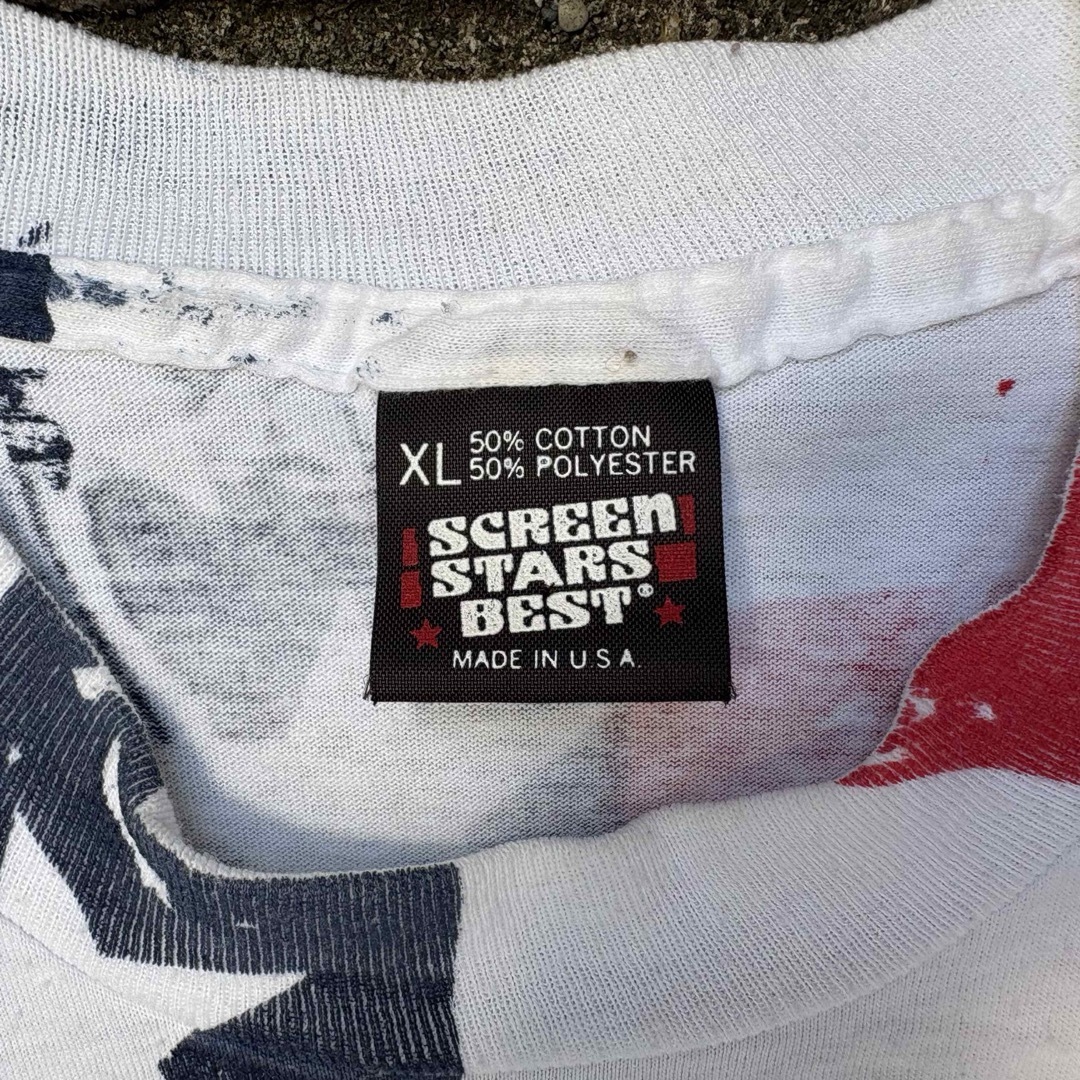 XL 50% COTTON
50% POLYESTER
SCREEN
STARS
BEST®
MADE IN U.S.A.